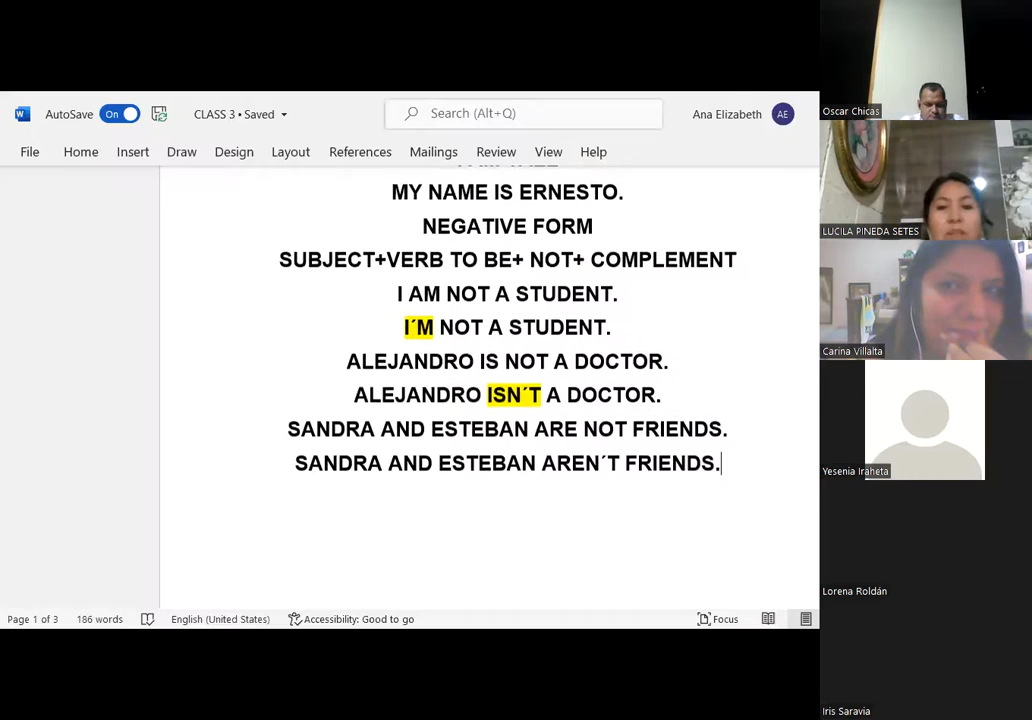 AutoSave On CLASS 3 • Saved Search (Alt+Q) Ana Elizabeth AE
File Home Insert Draw Design Layout References Mailings Review View Help
MY NAME IS ERNESTO.
NEGATIVE FORM
SUBJECT+VERB TO BE+ NOT+ COMPLEMENT
I AM NOT A STUDENT.
I´M NOT A STUDENT.
ALEJANDRO IS NOT A DOCTOR.
ALEJANDRO ISN´T A DOCTOR.
SANDRA AND ESTEBAN ARE NOT FRIENDS.
SANDRA AND ESTEBAN AREN´T FRIENDS.
Page 1 of 3 186 words English (United States) Accessibility: Good to go Focus
Oscar Chicas
LUCILA PINEDA SETES
Carina Villalta
Yesenia Iraheta
Lorena Roldán
Iris Saravia